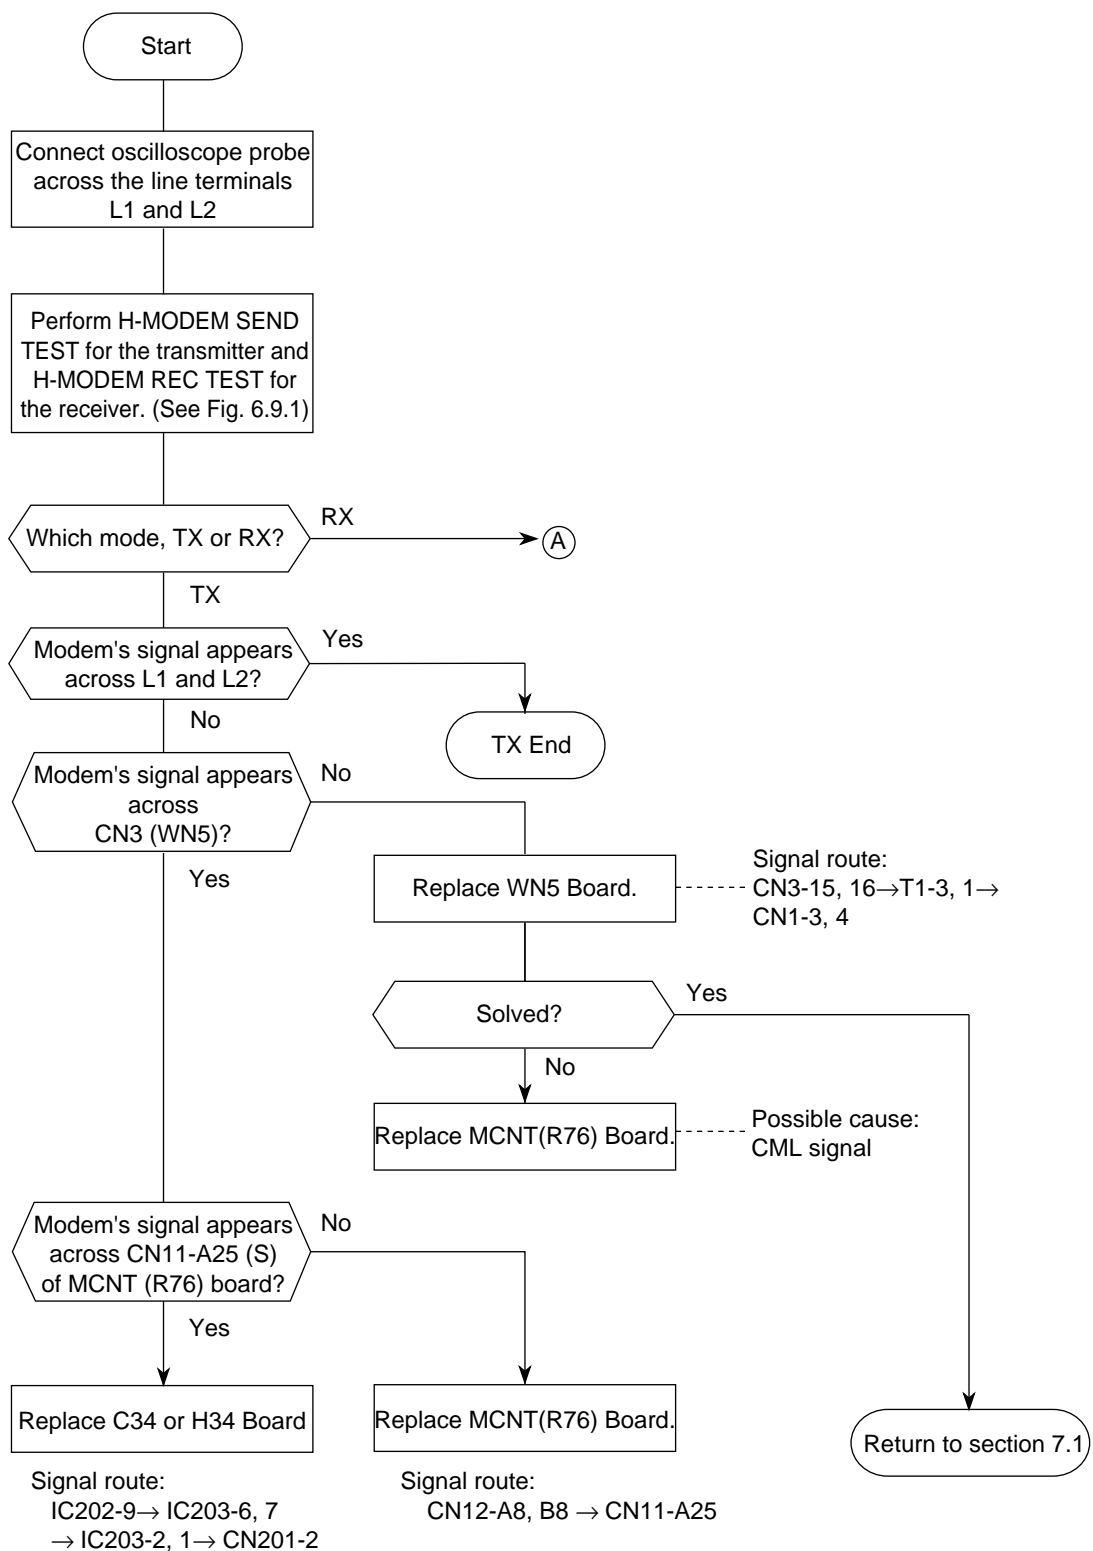 Start
Connect oscilloscope probe
across the line terminals
L1 and L2
Perform H-MODEM SEND
TEST for the transmitter and
H-MODEM REC TEST for
the receiver. (See Fig. 6.9.1)
Which mode, TX or RX?
RX
A
TX
Modem's signal appears
across L1 and L2?
Yes
No
TX End
Modem's signal appears
across
CN3 (WN5)?
No
Yes
Replace WN5 Board.
Signal route:
CN3-15, 16→T1-3, 1→
CN1-3, 4
Solved?
Yes
No
Replace MCNT(R76) Board.
Possible cause:
CML signal
Modem's signal appears
across CN11-A25 (S)
of MCNT (R76) board?
No
Yes
Replace C34 or H34 Board
Replace MCNT(R76) Board.
Return to section 7.1
Signal route:
IC202-9→ IC203-6, 7
→ IC203-2, 1→ CN201-2
Signal route:
CN12-A8, B8 → CN11-A25